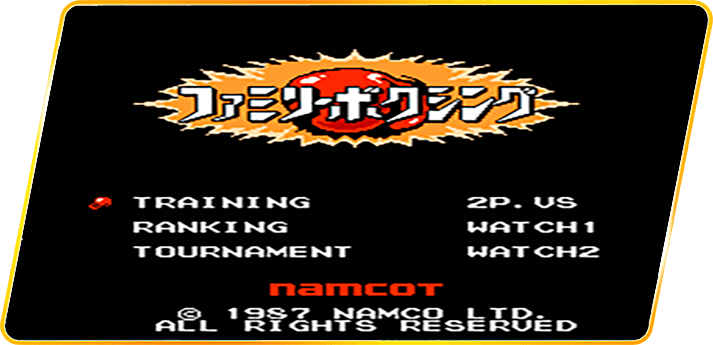 ファミリーボクシング
TRAINING 2P.VS
RANKING WATCH1
TOURNAMENT WATCH2
namcot
© 1987 NAMCO LTD.
ALL RIGHTS RESERVED